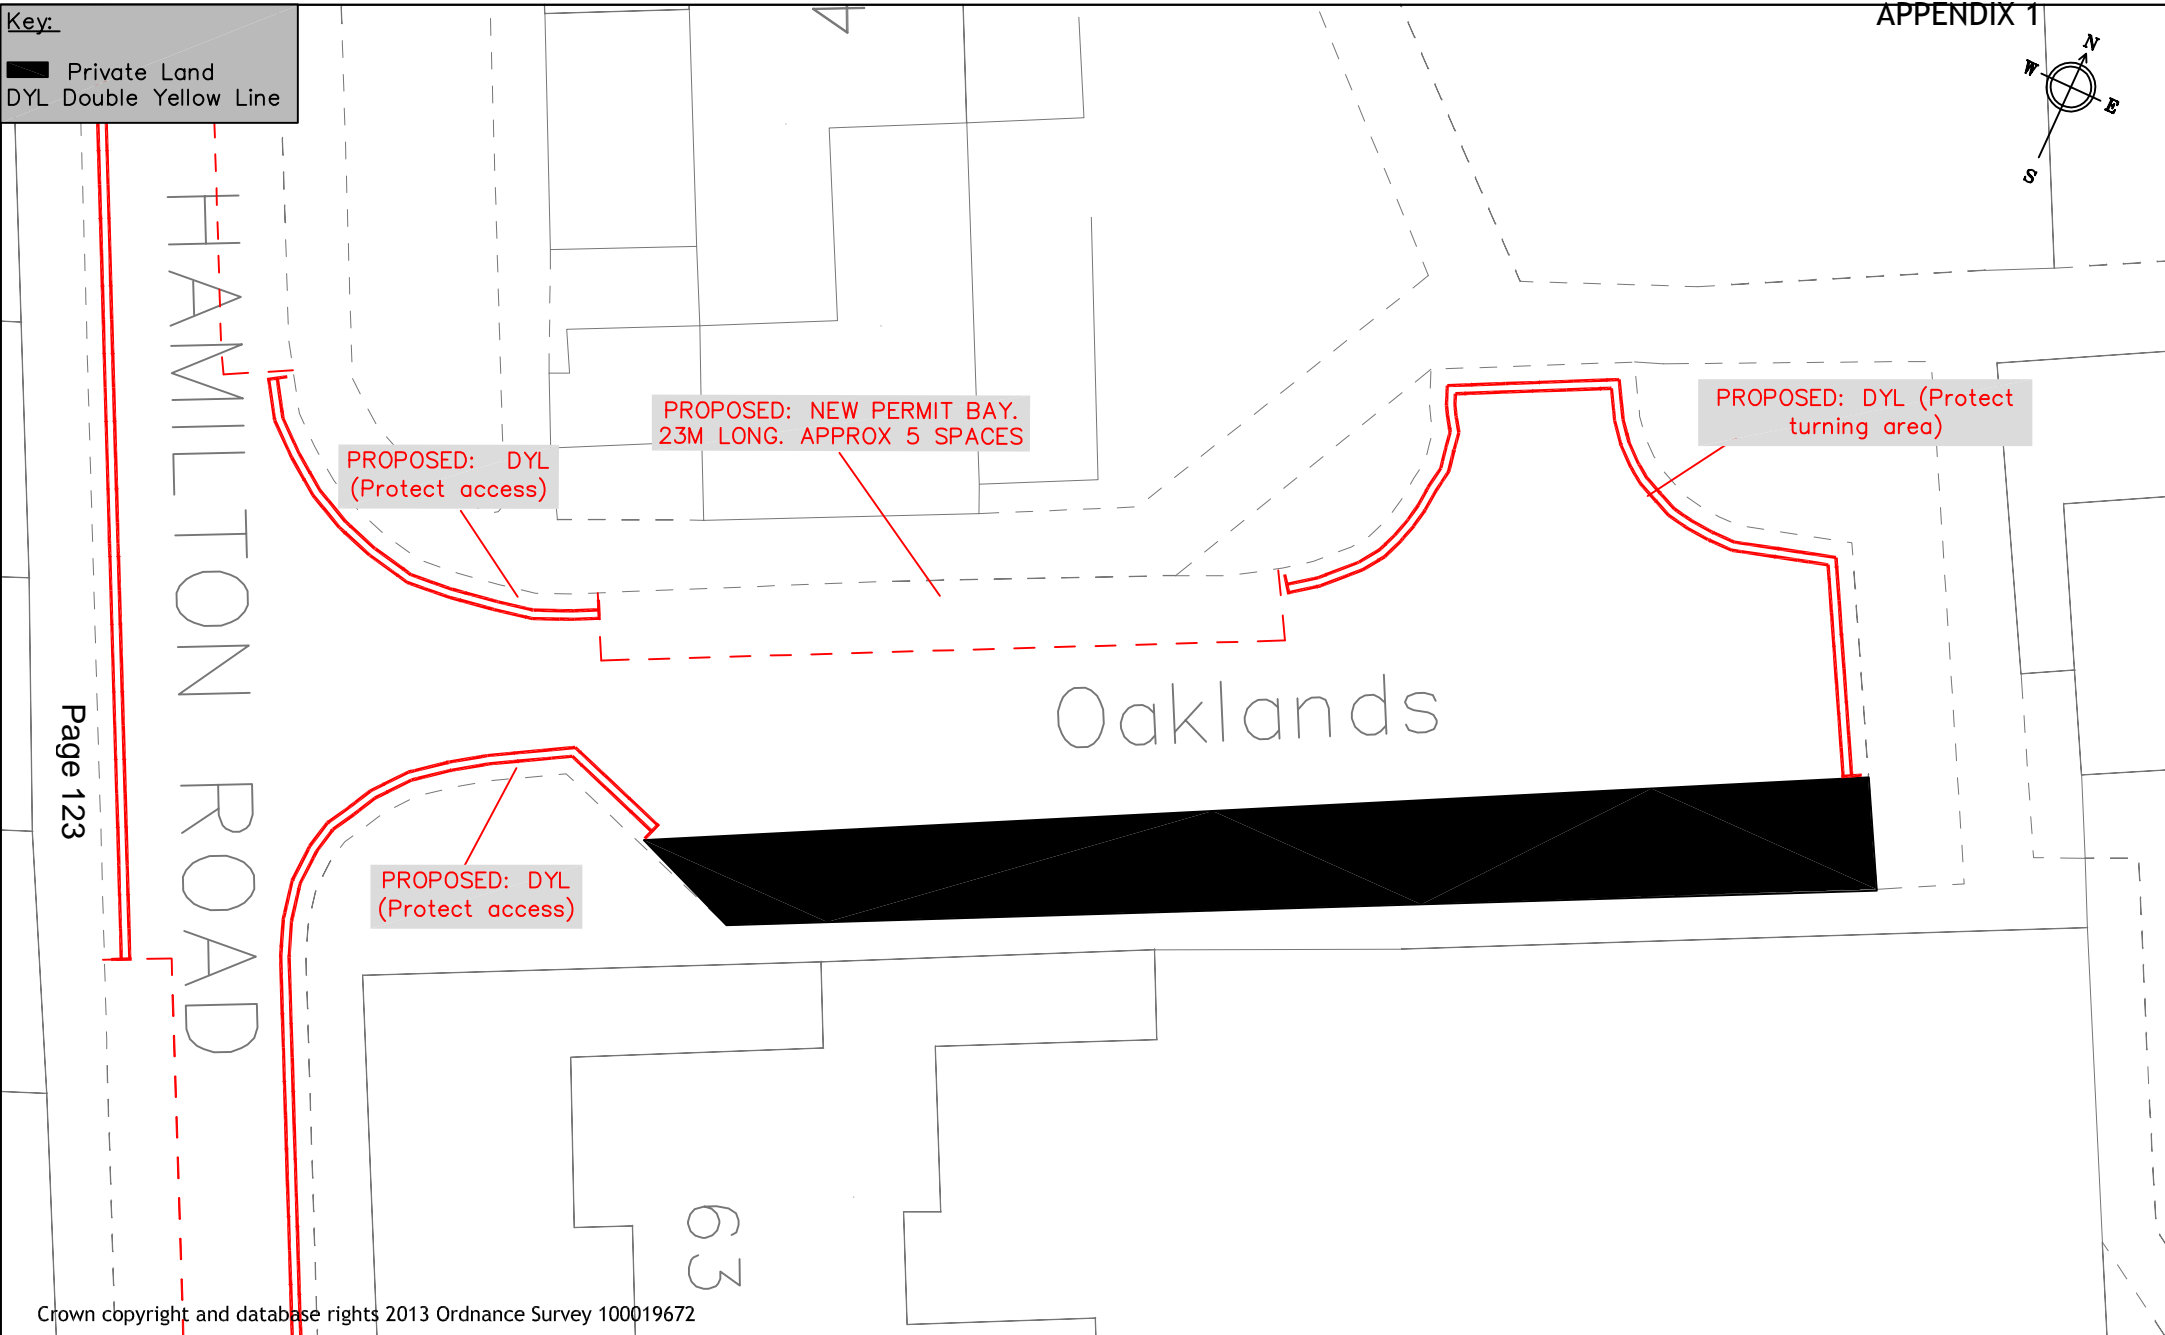 APPENDIX 1
Key:
Private Land
DYL Double Yellow Line
N
W
E
S
4
HAMILTON ROAD
PROPOSED: NEW PERMIT BAY.
23M LONG. APPROX 5 SPACES
PROPOSED: DYL (Protect
turning area)
PROPOSED: DYL
(Protect access)
Oaklands
Page 123
PROPOSED: DYL
(Protect access)
63
Crown copyright and database rights 2013 Ordnance Survey 100019672